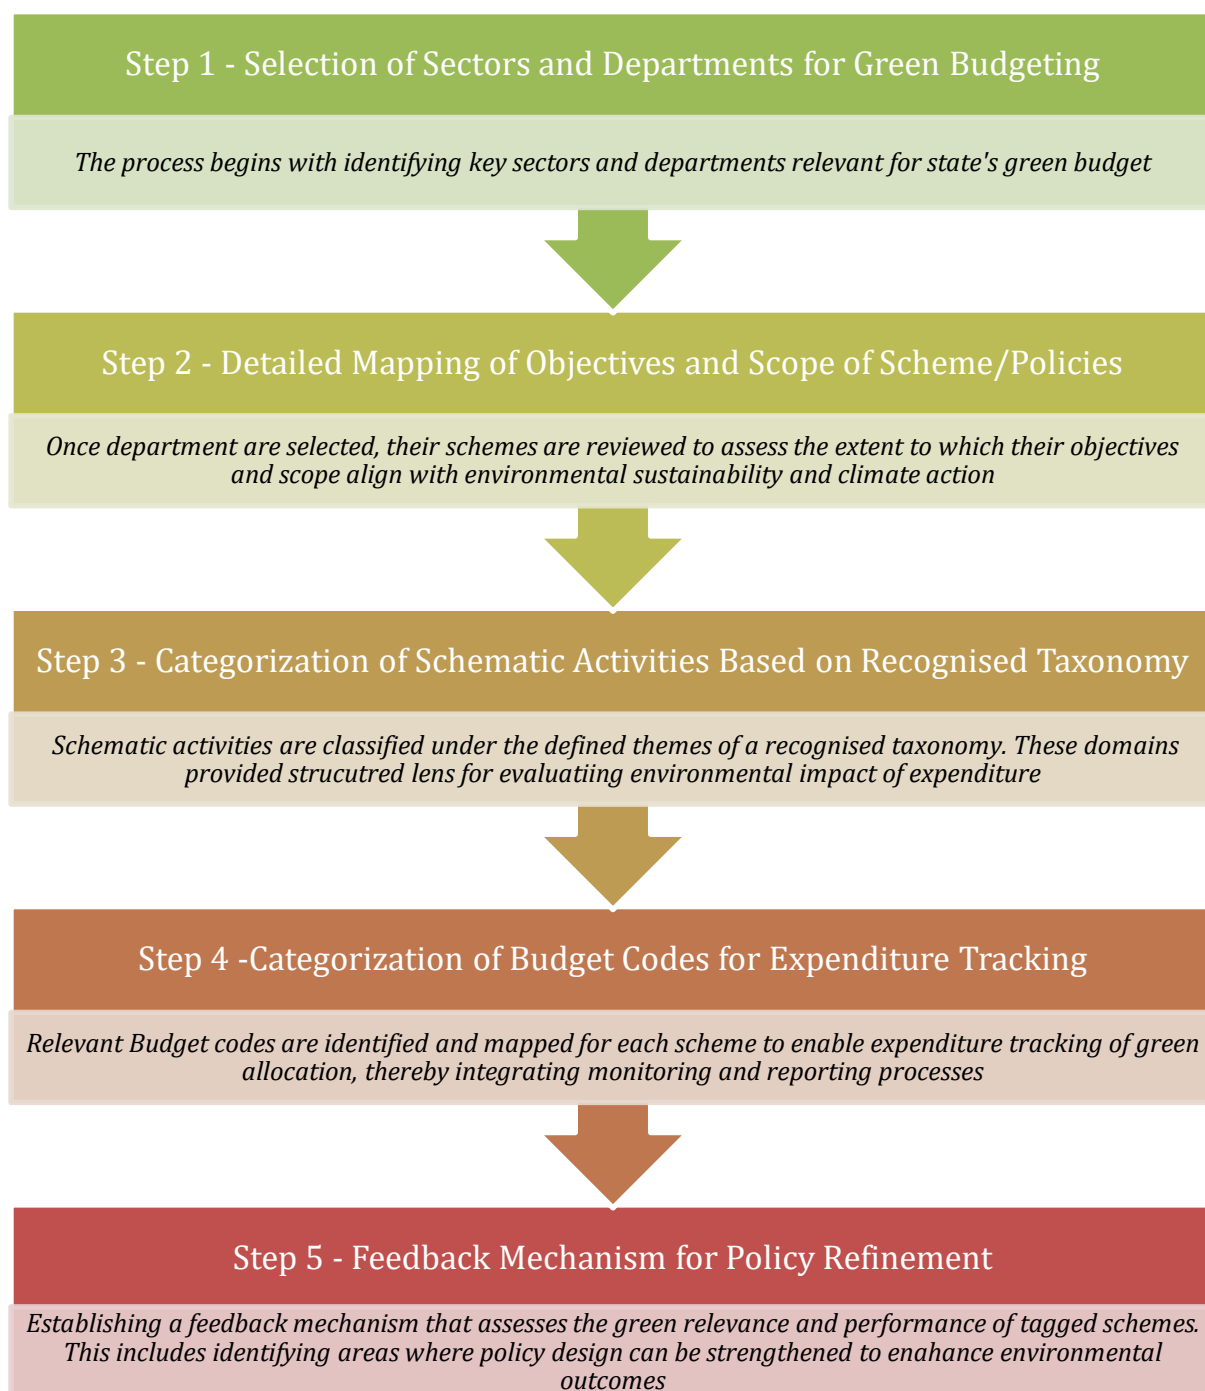 Step 1 - Selection of Sectors and Departments for Green Budgeting
The process begins with identifying key sectors and departments relevant for state's green budget
Step 2 - Detailed Mapping of Objectives and Scope of Scheme/Policies
Once department are selected, their schemes are reviewed to assess the extent to which their objectives
and scope align with environmental sustainability and climate action
Step 3 - Categorization of Schematic Activities Based on Recognised Taxonomy
Schematic activities are classified under the defined themes of a recognised taxonomy. These domains
provided strucutred lens for evaluatiing environmental impact of expenditure
Step 4 -Categorization of Budget Codes for Expenditure Tracking
Relevant Budget codes are identified and mapped for each scheme to enable expenditure tracking of green
allocation, thereby integrating monitoring and reporting processes
Step 5 - Feedback Mechanism for Policy Refinement
Establishing a feedback mechanism that assesses the green relevance and performance of tagged schemes.
This includes identifying areas where policy design can be strengthened to enahance environmental
outcomes